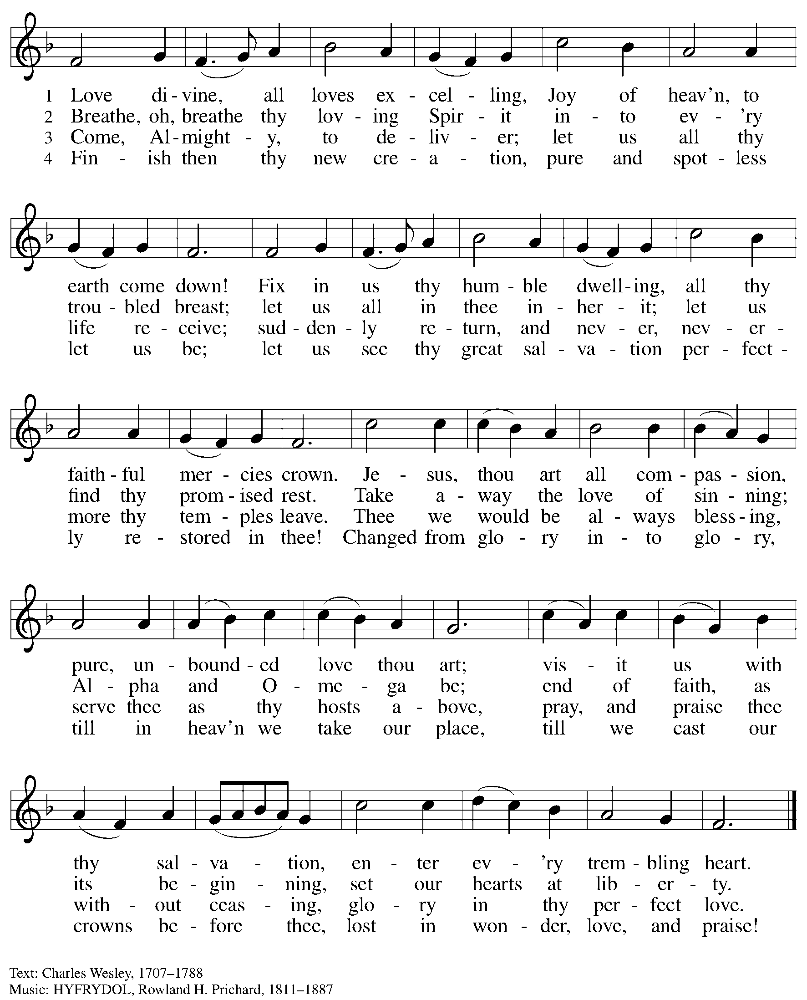 1 Love di - vine, all loves ex - cel - ling, Joy of heav’n, to
2 Breathe, oh, breathe thy lov - ing Spir - it in - to ev - ’ry
3 Come, Al - might - y, to de - liv - er; let us all thy
4 Fin - ish then thy new cre - a - tion, pure and spot - less
earth come down! Fix in us thy hum - ble dwell - ing, all thy
trou - bled breast; let us all in thee in - her - it; let us
life re - ceive; sud - den - ly re - turn, and nev - er, nev - er -
let us be; let us see thy great sal - va - tion per - fect -
faith - ful mer - cies crown. Je - sus, thou art all com - pas - sion,
find thy prom - ised rest. Take a - way the love of sin - ning;
more thy tem - ples leave. Thee we would be al - ways bless - ing,
ly re - stored in thee! Changed from glo - ry in - to glo - ry,
pure, un - bound - ed love thou art; vis - it us with
Al - pha and O - me - ga be; end of faith, as
serve thee as thy hosts a - bove, pray, and praise thee
till in heav’n we take our place, till we cast our
thy sal - va - tion, en - ter ev - ’ry trem - bling heart.
its be - gin - ning, set our hearts at lib - er - ty.
with - out ceas - ing, glo - ry in thy per - fect love.
crowns be - fore thee, lost in won - der, love, and praise!
Text: Charles Wesley, 1707–1788
Music: HYFRYDOL, Rowland H. Prichard, 1811–1887